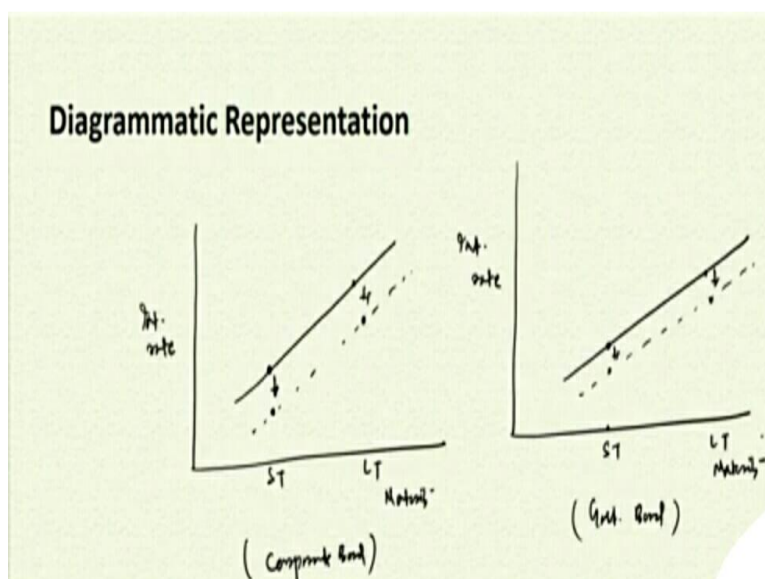 Diagrammatic Representation
Int.
rate
ST
LT
Maturity
(Corporate Bond)
Int.
rate
ST
LT
Maturity
(Govt. Bond)